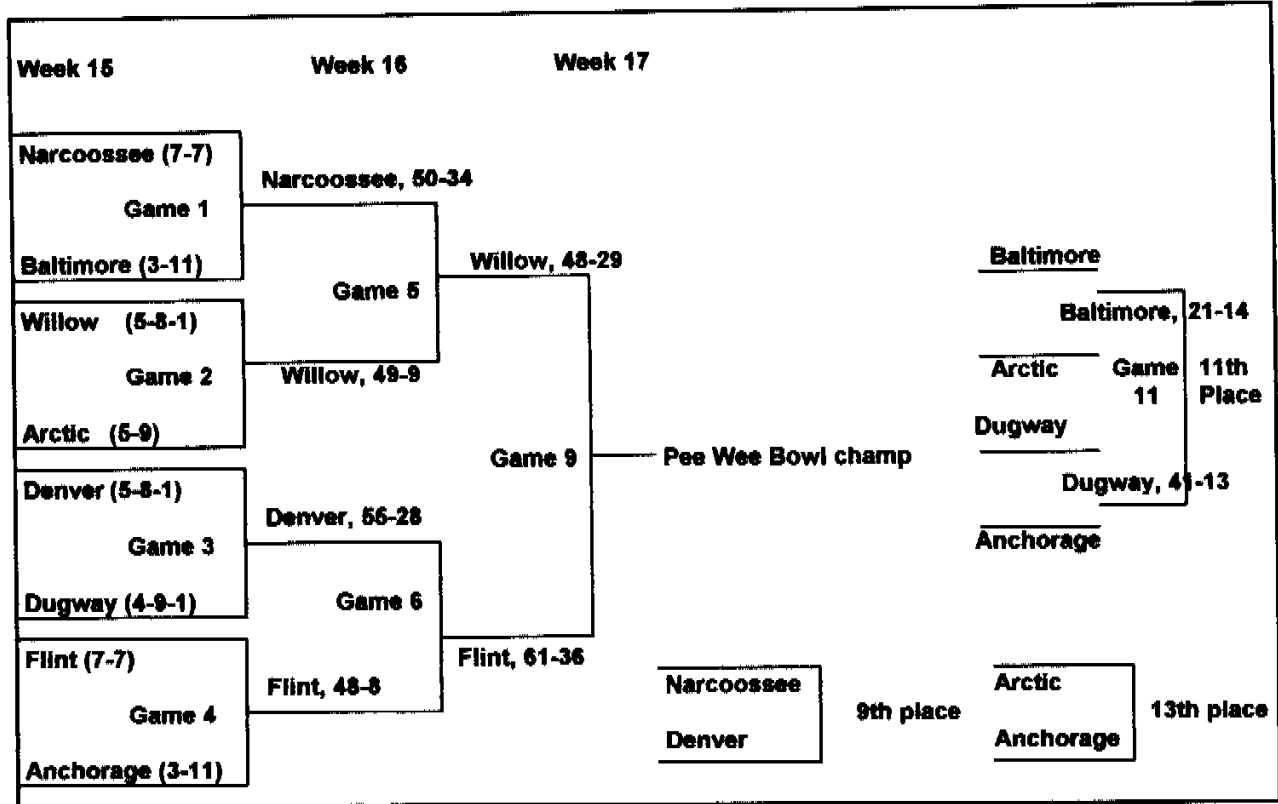 Week 15 Week 16 Week 17
Narcoossee (7-7)
Game 1
Baltimore (3-11)
Willow (5-8-1)
Game 2
Arctic (5-9)
Denver (5-8-1)
Game 3
Dugway (4-9-1)
Flint (7-7)
Game 4
Anchorage (3-11)
Narcoossee, 50-34
Game 5
Willow, 49-9
Denver, 55-28
Game 6
Flint, 48-8
Willow, 48-29
Game 9
Flint, 61-36
Pee Wee Bowl champ
Baltimore
Baltimore, 21-14
Arctic
Game
11
11th
Place
Dugway
Dugway, 41-13
Anchorage
Narcoossee
Denver
9th place
Arctic
Anchorage
13th place